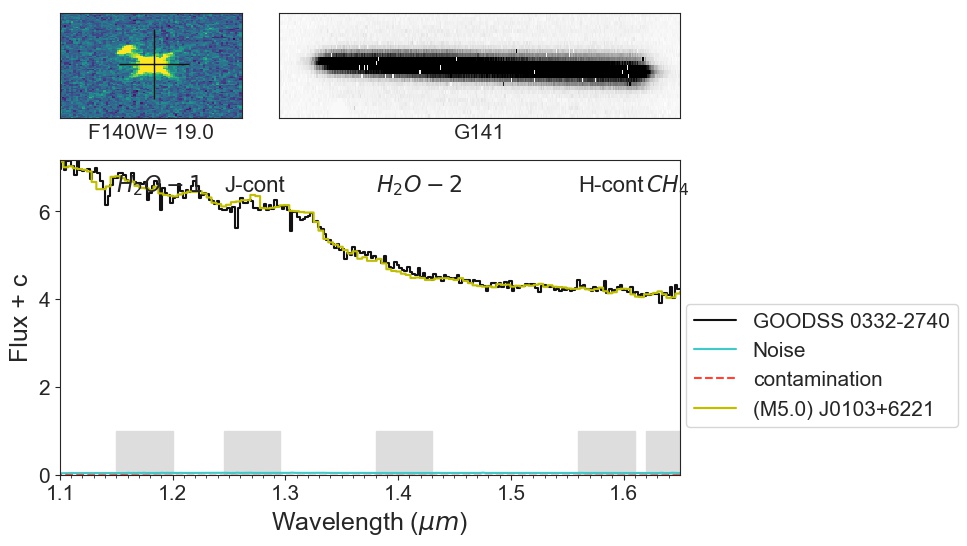 F140W= 19.0
G141
H₂O − 1 J-cont H₂O − 2 H-cont CH₄
6
4
2
0
Flux + c
1.1 1.2 1.3 1.4 1.5 1.6
Wavelength (μm)
GOODSS 0332-2740
Noise
contamination
(M5.0) J0103+6221